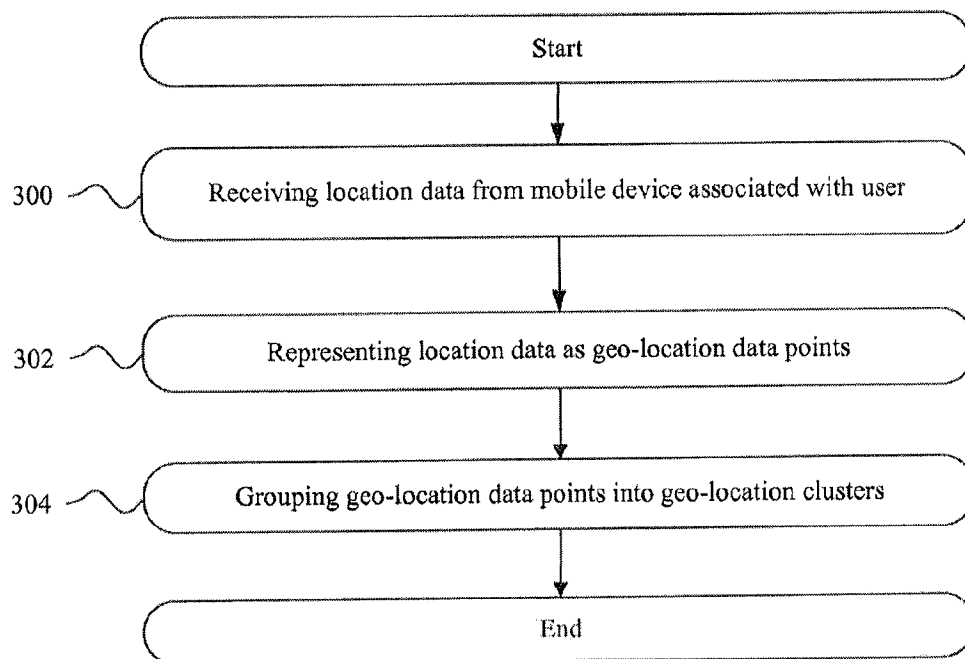 Start
300
Receiving location data from mobile device associated with user
302
Representing location data as geo-location data points
304
Grouping geo-location data points into geo-location clusters
End